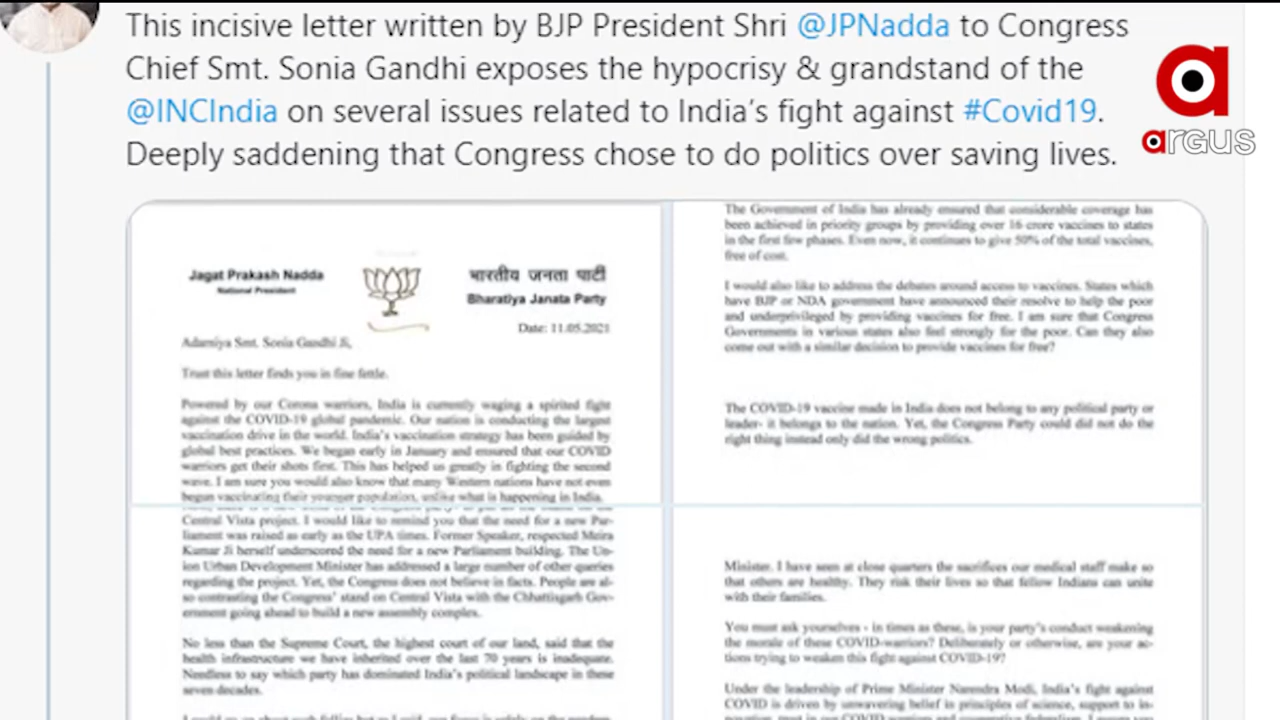 This incisive letter written by BJP President Shri @JPNadda to Congress
Chief Smt. Sonia Gandhi exposes the hypocrisy & grandstand of the
@INCIndia on several issues related to India's fight against #Covid19.
Deeply saddening that Congress chose to do politics over saving lives.
argus
Jagat Prakash Nadda
National President
भारतीय जनता पार्टी
Bharatiya Janata Party
Date: 11.05.2021
Adarniya Smt. Sonia Gandhi Ji,
Trust this letter finds you in fine fettle.
Powered by our Corona warriors, India is currently waging a spirited fight
against the COVID-19 global pandemic. Our nation is conducting the largest
vaccination drive in the world. India's vaccination strategy has been guided by
global best practices. We began early in January and ensured that our COVID
warriors get their shots first. This has helped us greatly in fighting the second
wave. I am sure you would also know that many Western nations have not even
began vaccinating their younger population, unlike what is happening in India.
The Government of India has already ensured that considerable coverage has
been achieved in priority groups by providing over 16 crore vaccines to states
in the first few phases. Even now, it continues to give 50% of the total vaccines,
free of cost.
I would also like to address the debates around access to vaccines. States which
have BJP or NDA government have announced their resolve to help the poor
and underprivileged by providing vaccines for free. I am sure that Congress
Governments in various states also feel strongly for the poor. Can they also
come out with a similar decision to provide vaccines for free?
The COVID-19 vaccine made in India does not belong to any political party or
leader- it belongs to the nation. Yet, the Congress Party could did not do the
right thing instead only did the wrong politics.
Central Vista project. I would like to remind you that the need for a new Par-
liament was raised as early as the UPA times. Former Speaker, respected Meira
Kumar Ji herself underscored the need for a new Parliament building. The Un-
ion Urban Development Minister has addressed a large number of other queries
regarding the project. Yet, the Congress does not believe in facts. People are al-
so contrasting the Congress' stand on Central Vista with the Chhattisgarh Gov-
ernment going ahead to build a new assembly complex.
No less than the Supreme Court, the highest court of our land, said that the
health infrastructure we have inherited over the last 70 years is inadequate.
Needless to say which party has dominated India's political landscape in these
seven decades.
Minister. I have seen at close quarters the sacrifices our medical staff make so
that others are healthy. They risk their lives so that fellow Indians can unite
with their families.
You must ask yourselves - in times as these, is your party's conduct weakening
the morale of these COVID-warriors? Deliberately or otherwise, are your ac-
tions trying to weaken this fight against COVID-19?
Under the leadership of Prime Minister Narendra Modi, India's fight against
COVID is driven by unwavering belief in principles of science, support to in-